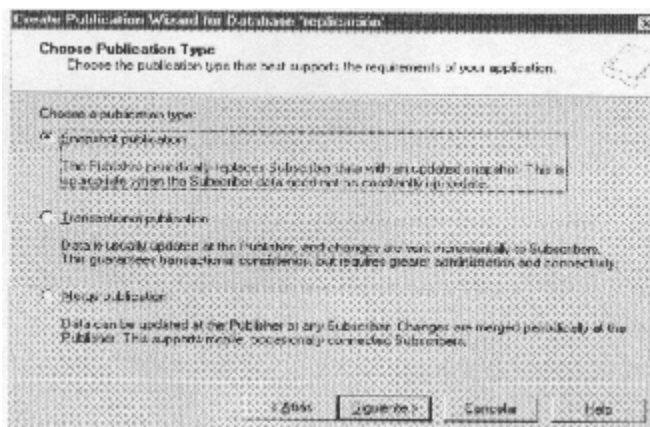 Create Publication Wizard for Database 'replicacion'
Choose Publication Type
Choose the publication type that best supports the requirements of your application.
Choose a publication type:
Snapshot publication
The Publisher periodically replaces Subscriber data with an updated snapshot. This is
appropriate when the Subscriber data need not be constantly up-to-date.
Transactional publication
Data is usually updated at the Publisher, and changes are sent incrementally to Subscribers.
This guarantees transactional consistency, but requires greater administration and connectivity.
Merge publication
Data can be updated at the Publisher or any Subscriber. Changes are merged periodically at the
Publisher. This supports mobile, occasionally connected Subscribers.
< Atrás Siguiente > Cancelar Help